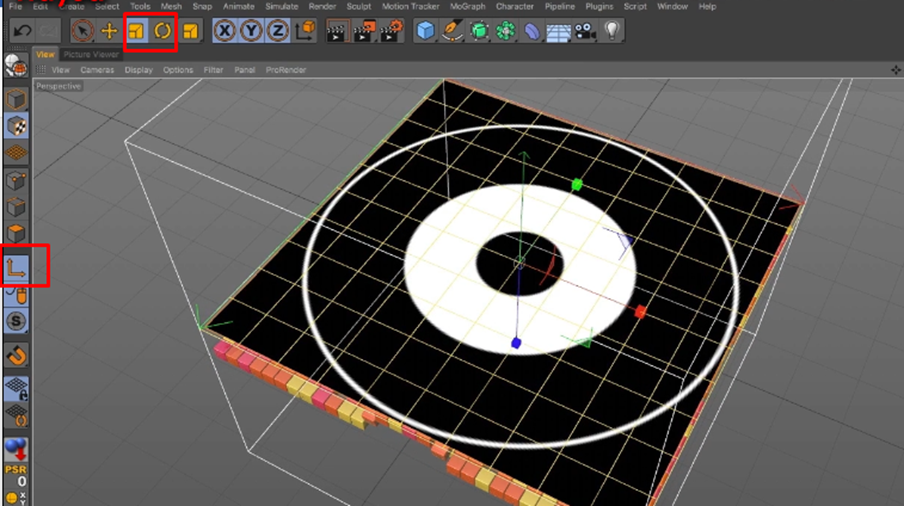 File Edit Create Select Tools Mesh Snap Animate Simulate Render Sculpt Motion Tracker MoGraph Character Pipeline Plugins Script Window Help
X Y Z
View Picture Viewer
View Cameras Display Options Filter Panel ProRender
Perspective
S
PSR
0
X
Y